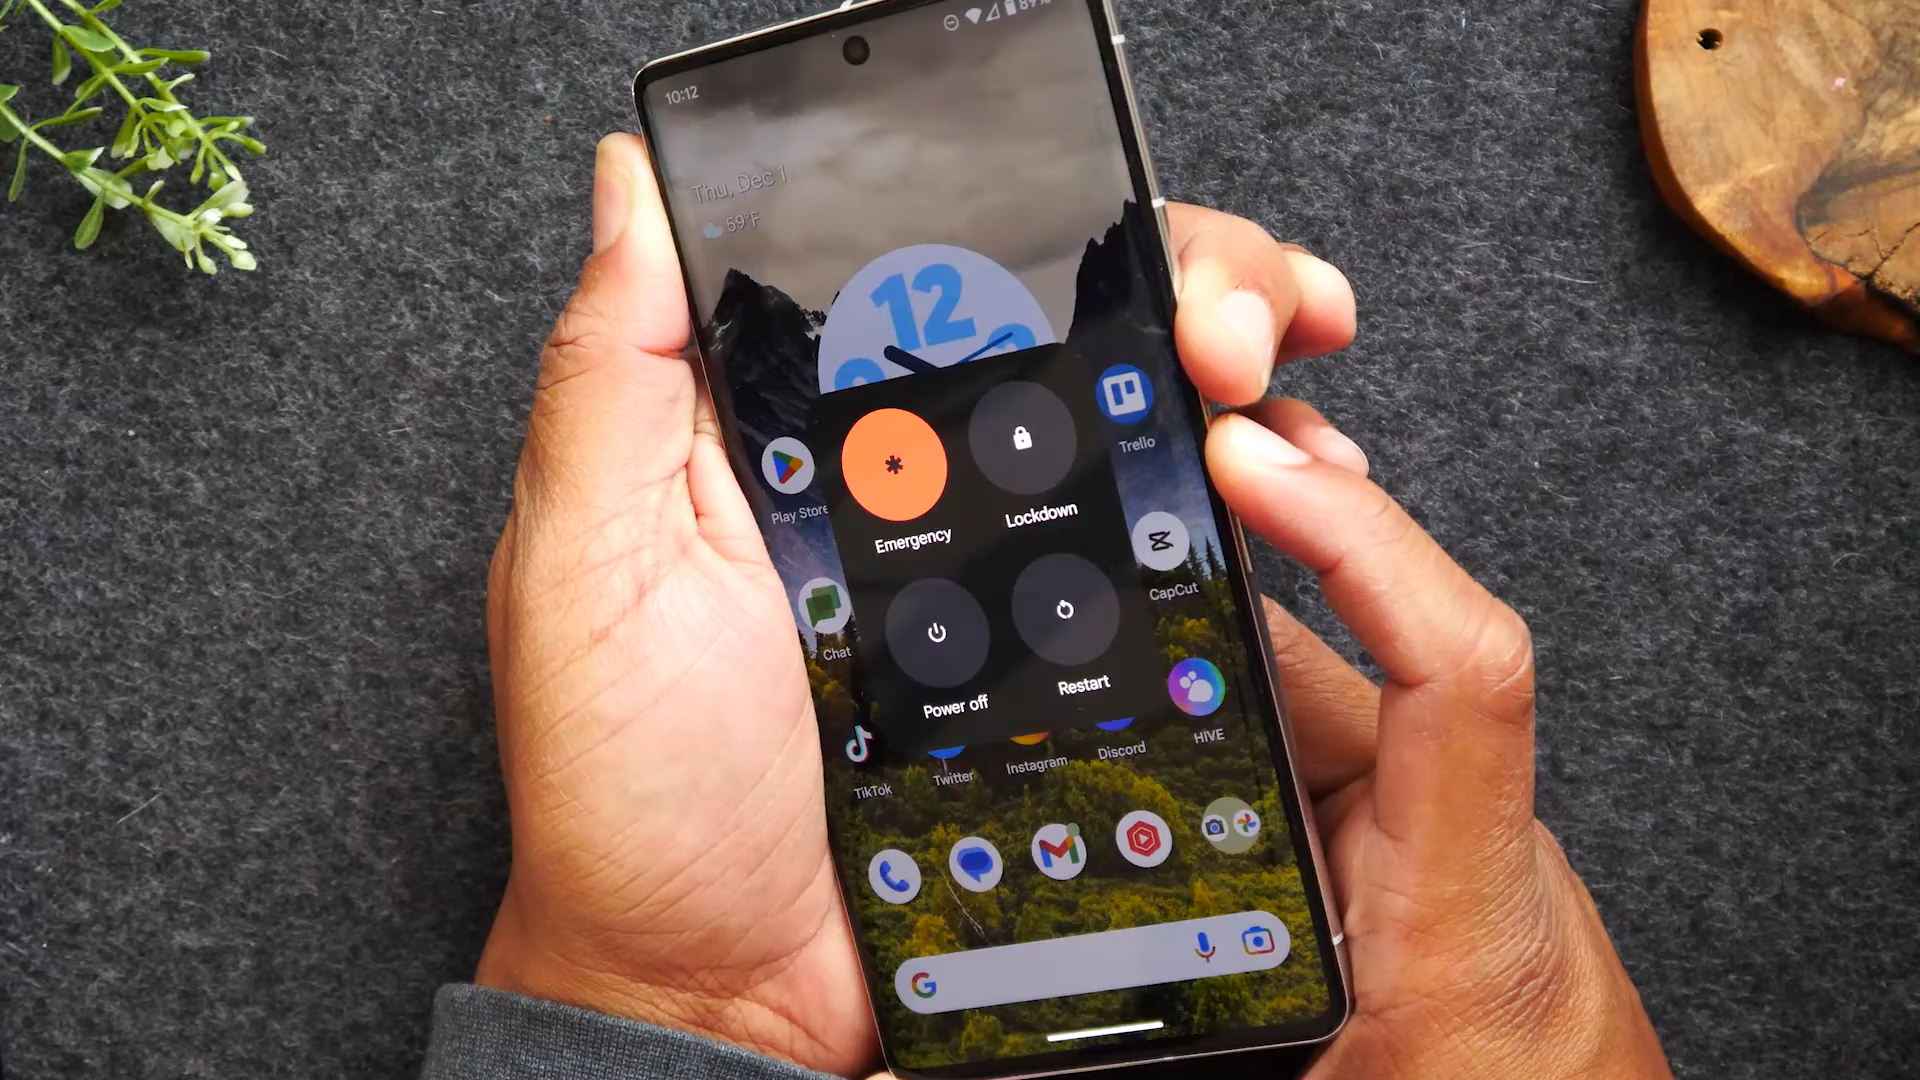 10:12
89%
Thu, Dec 1
59°F
12
Emergency
Lockdown
Trello
Play Store
CapCut
Chat
Power off
Restart
HIVE
TikTok
Twitter
Instagram
Discord
G